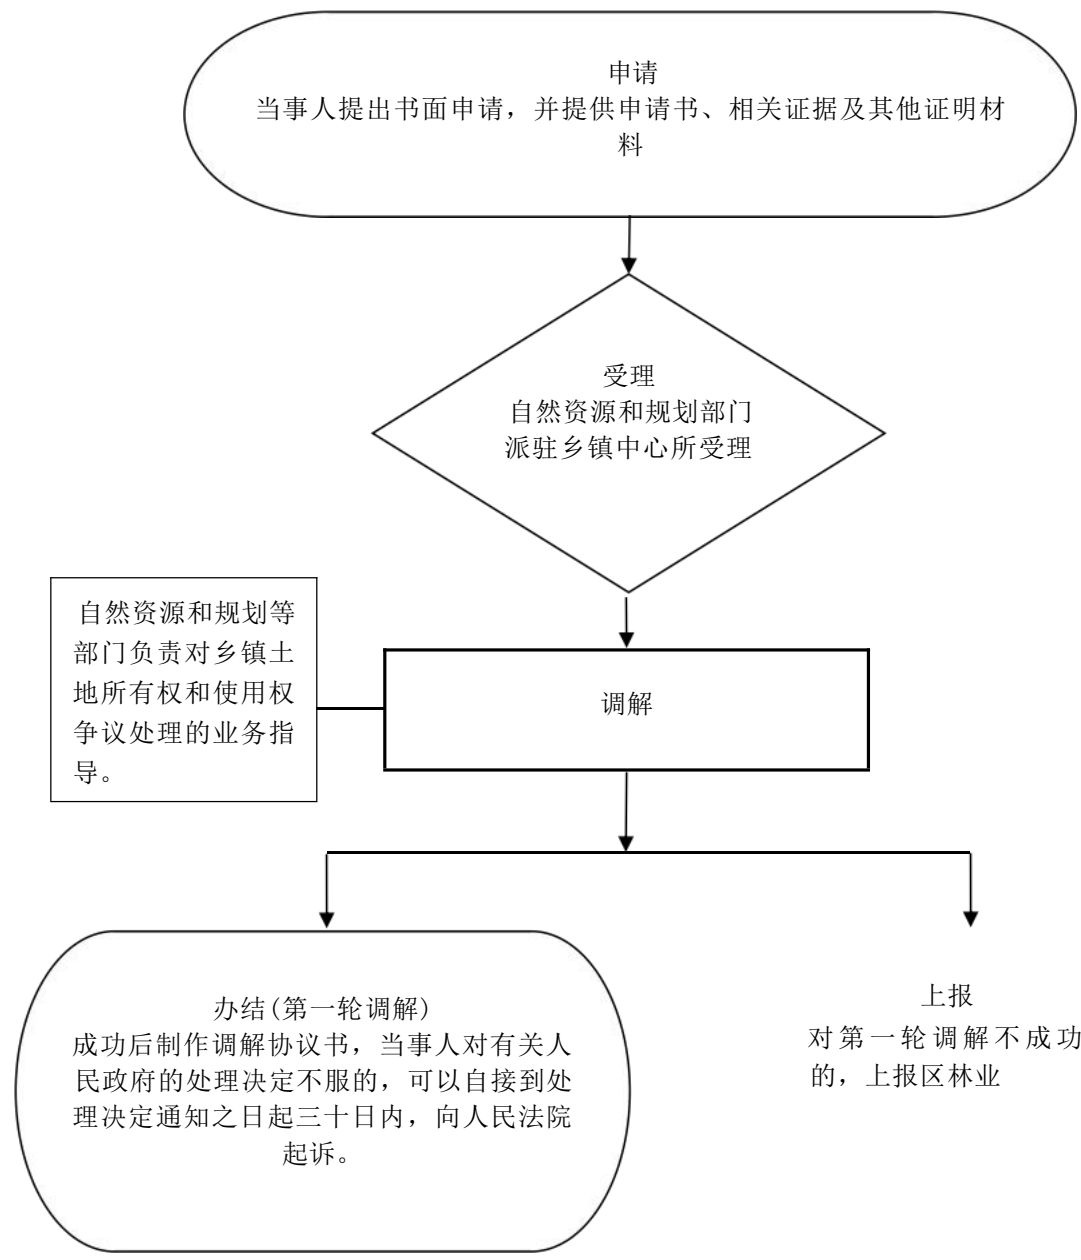 申请
当事人提出书面申请，并提供申请书、相关证据及其他证明材
料
受理
自然资源和规划部门
派驻乡镇中心所受理
自然资源和规划等
部门负责对乡镇土
地所有权和使用权
争议处理的业务指
导。
调解
办结(第一轮调解)
成功后制作调解协议书，当事人对有关人
民政府的处理决定不服的，可以自接到处
理决定通知之日起三十日内，向人民法院
起诉。
上报
对第一轮调解不成功
的，上报区林业